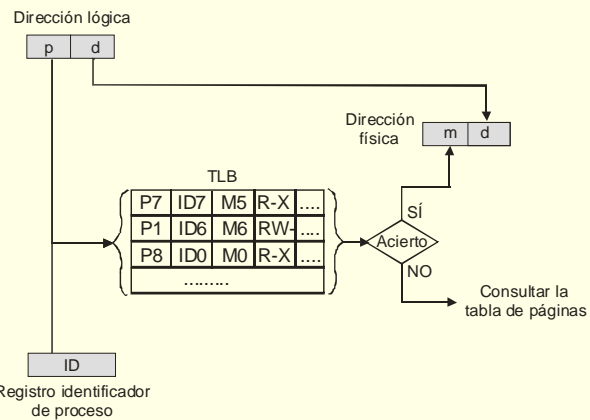 Dirección lógica
p d
Dirección
física
m d
TLB
P7 ID7 M5 R-X ....
P1 ID6 M6 RW- ....
P8 ID0 M0 R-X ....
.........
SÍ
Acierto
NO
Consultar la
tabla de páginas
ID
Registro identificador
de proceso